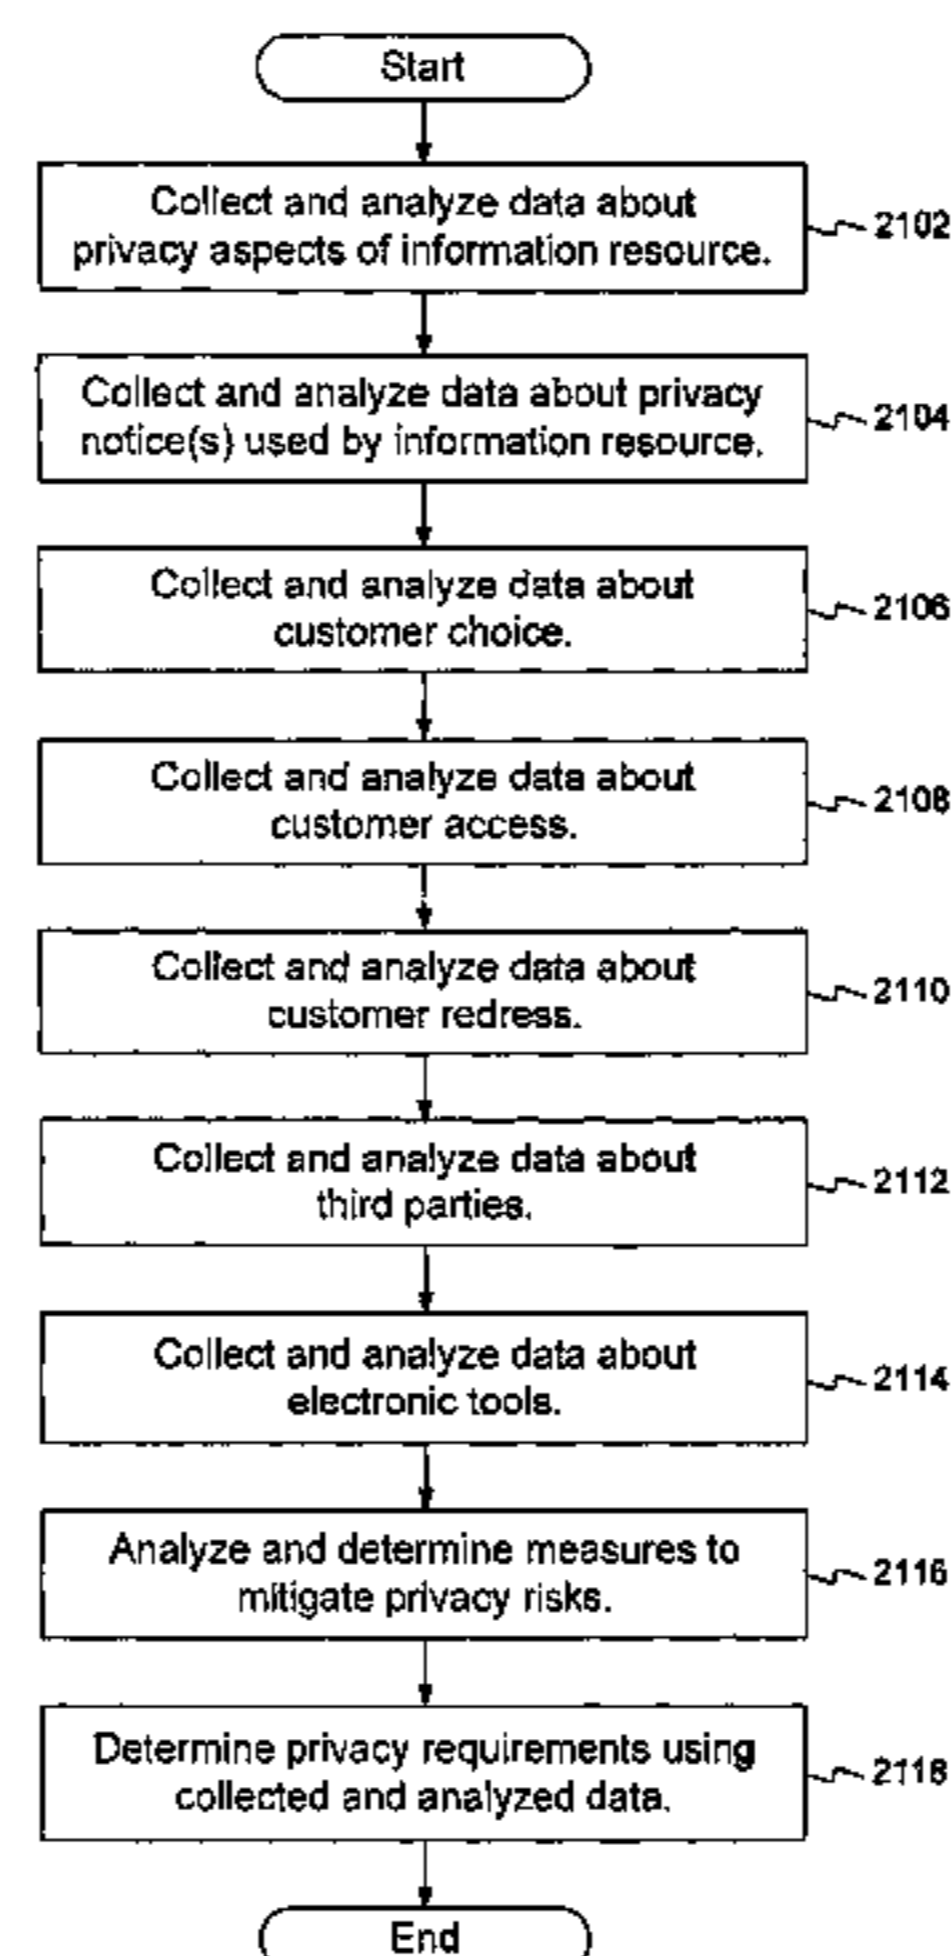 Start
Collect and analyze data about
privacy aspects of information resource.
2102
Collect and analyze data about privacy
notice(s) used by information resource.
2104
Collect and analyze data about
customer choice.
2106
Collect and analyze data about
customer access.
2108
Collect and analyze data about
customer redress.
2110
Collect and analyze data about
third parties.
2112
Collect and analyze data about
electronic tools.
2114
Analyze and determine measures to
mitigate privacy risks.
2116
Determine privacy requirements using
collected and analyzed data.
2118
End